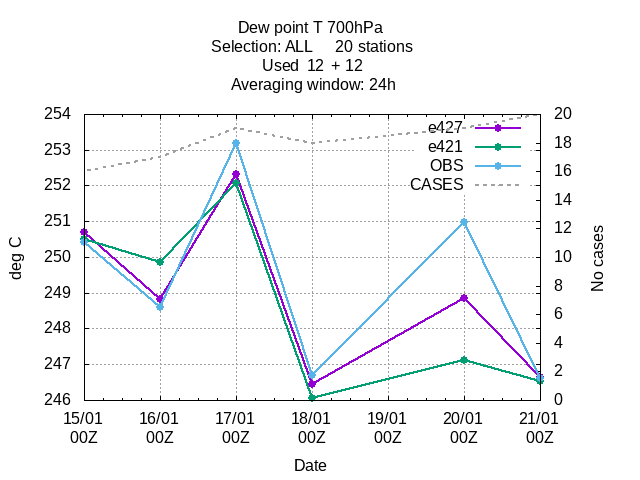 Dew point T 700hPa
Selection: ALL     20 stations
Used  12 + 12
Averaging window: 24h
254
253
252
251
250
249
248
247
246
deg C
20
18
16
14
12
10
8
6
4
2
0
No cases
e427
e421
OBS
CASES
15/01 16/01 17/01 18/01 19/01 20/01 21/01
00Z 00Z 00Z 00Z 00Z 00Z 00Z
Date